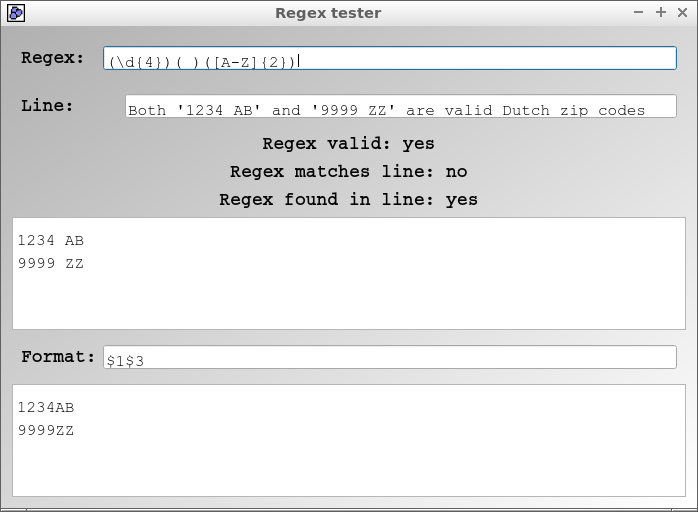 Regex tester
Regex: (\d{4})( )([A-Z]{2})
Line: Both '1234 AB' and '9999 ZZ' are valid Dutch zip codes
Regex valid: yes
Regex matches line: no
Regex found in line: yes
1234 AB
9999 ZZ
Format: $1$3
1234AB
9999ZZ